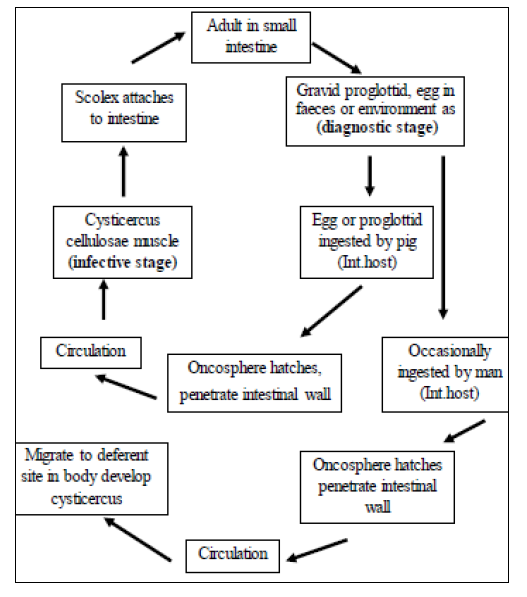 Adult in small
intestine
Gravid proglottid, egg in
faeces or environment as
(diagnostic stage)
Scolex attaches
to intestine
Egg or proglottid
ingested by pig
(Int.host)
Cysticercus
cellulosae muscle
(infective stage)
Circulation
Oncosphere hatches,
penetrate intestinal wall
Occasionally
ingested by man
(Int.host)
Migrate to deferent
site in body develop
cysticercus
Oncosphere hatches
penetrate intestinal
wall
Circulation